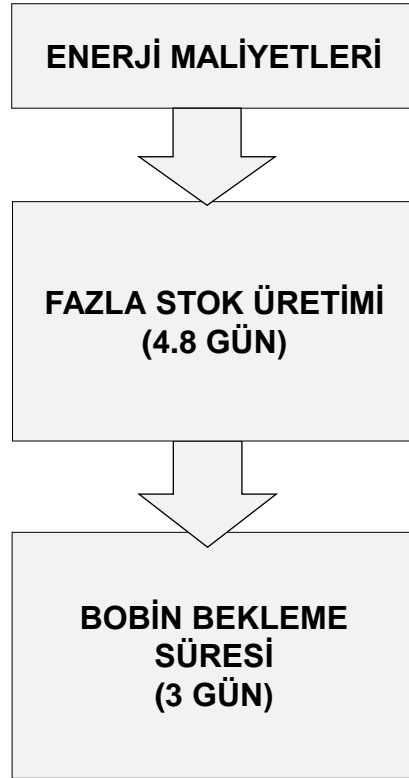 ENERJİ MALİYETLERİ
FAZLA STOK ÜRETİMİ
(4.8 GÜN)
BOBİN BEKLEME
SÜRESİ
(3 GÜN)